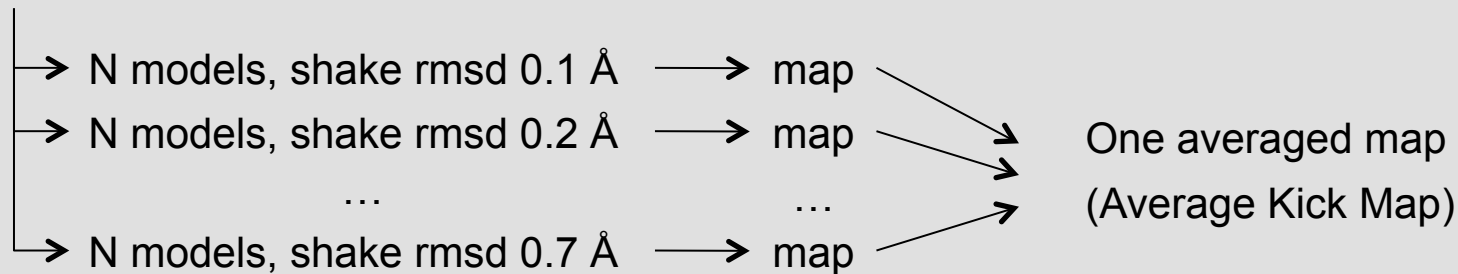 N models, shake rmsd 0.1 Å map
N models, shake rmsd 0.2 Å map
One averaged map
… …
(Average Kick Map)
N models, shake rmsd 0.7 Å map